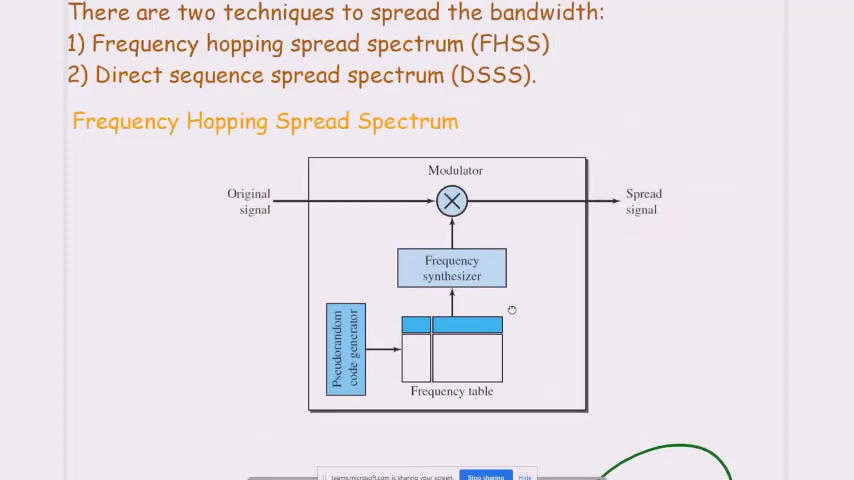 There are two techniques to spread the bandwidth:
1) Frequency hopping spread spectrum (FHSS)
2) Direct sequence spread spectrum (DSSS).
Frequency Hopping Spread Spectrum
Modulator
Original
signal
Spread
signal
Frequency
synthesizer
Pseudorandom
code generator
Frequency table
teams.microsoft.com is sharing your screen.
Stop sharing
Hide